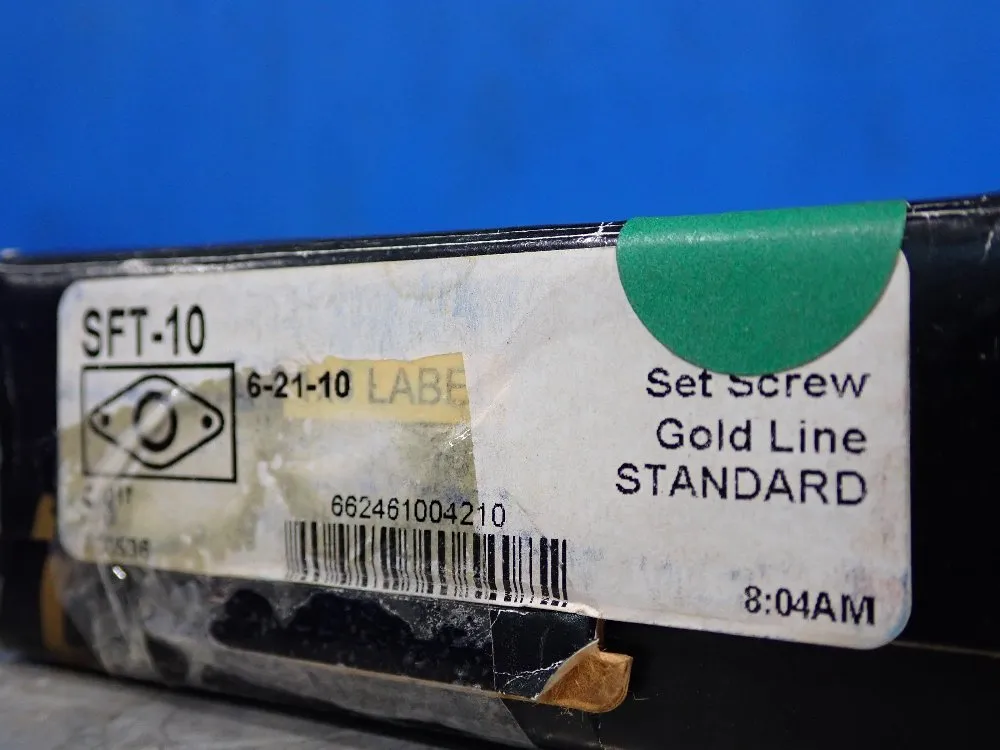 SFT-10
6-21-10 LABE
Set Screw
Gold Line
STANDARD
662461004210
8:04AM